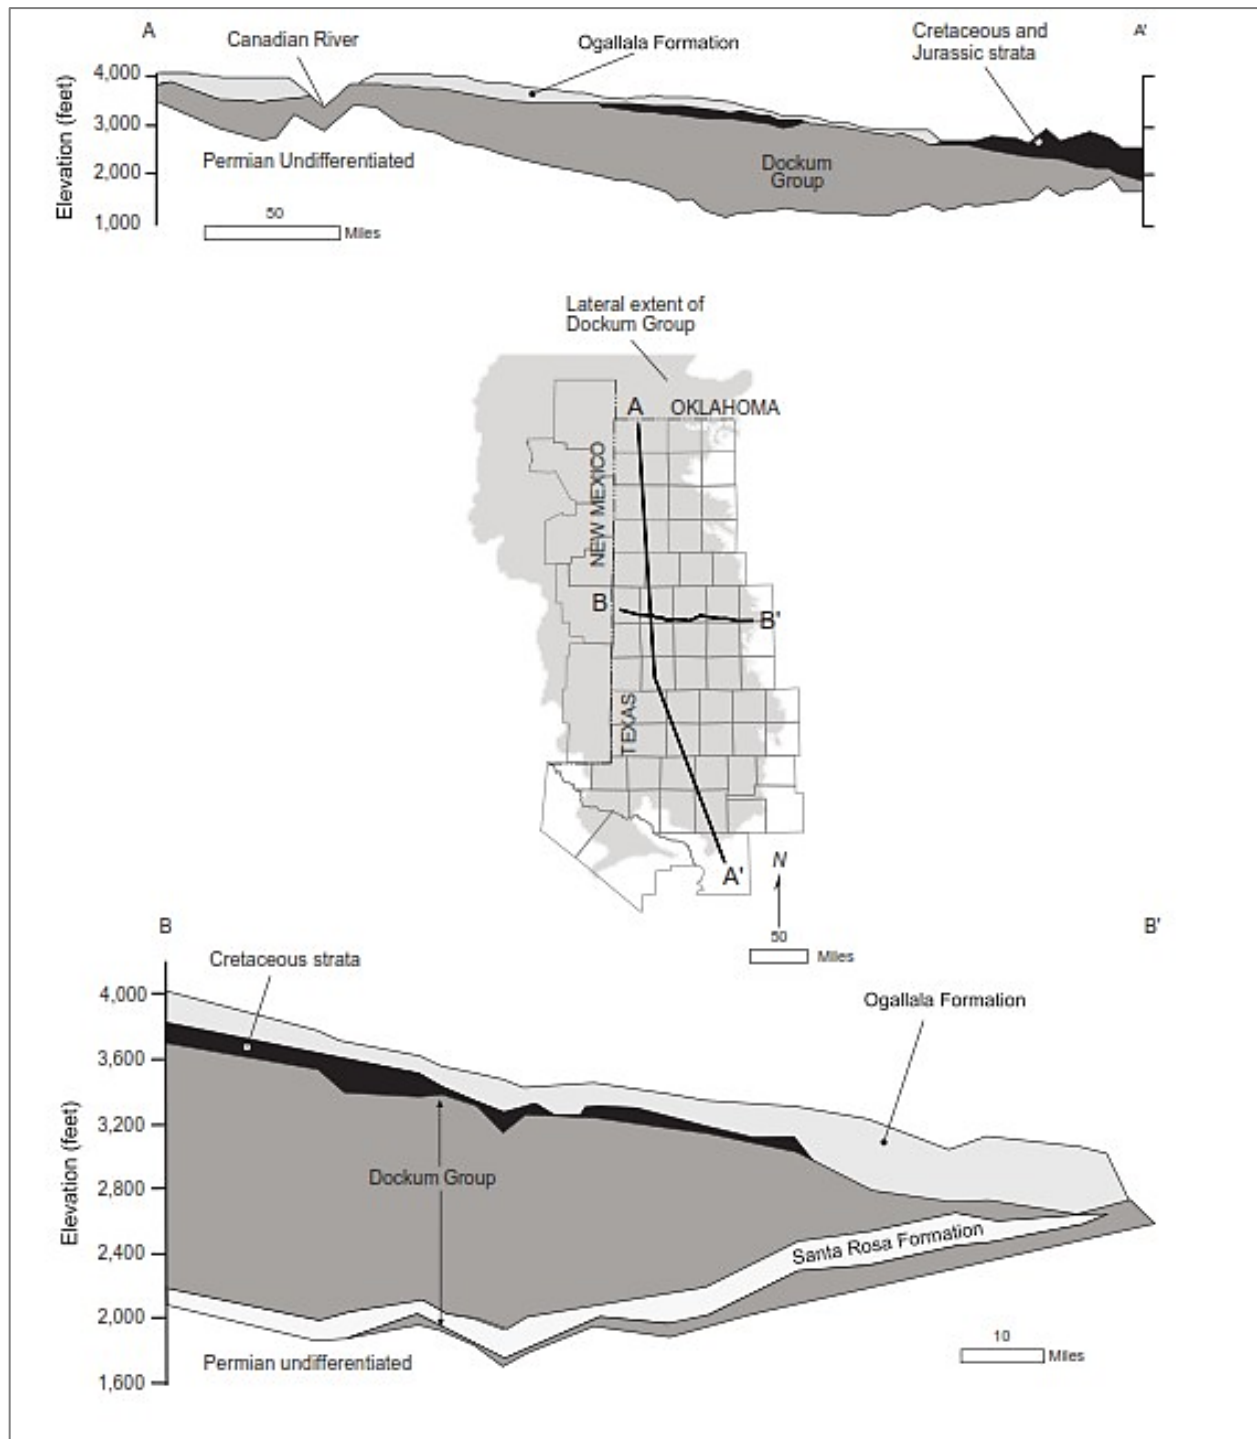 A
A'
Canadian River
Ogallala Formation
Cretaceous and
Jurassic strata
Elevation (feet)
4,000
3,000
2,000
1,000
Permian Undifferentiated
Dockum
Group
50
Miles
Lateral extent of
Dockum Group
A
OKLAHOMA
NEW MEXICO
B
B'
TEXAS
A'
N
50
Miles
B
B'
Cretaceous strata
Ogallala Formation
Elevation (feet)
4,000
3,600
3,200
2,800
2,400
2,000
1,600
Dockum Group
Santa Rosa Formation
Permian undifferentiated
10
Miles